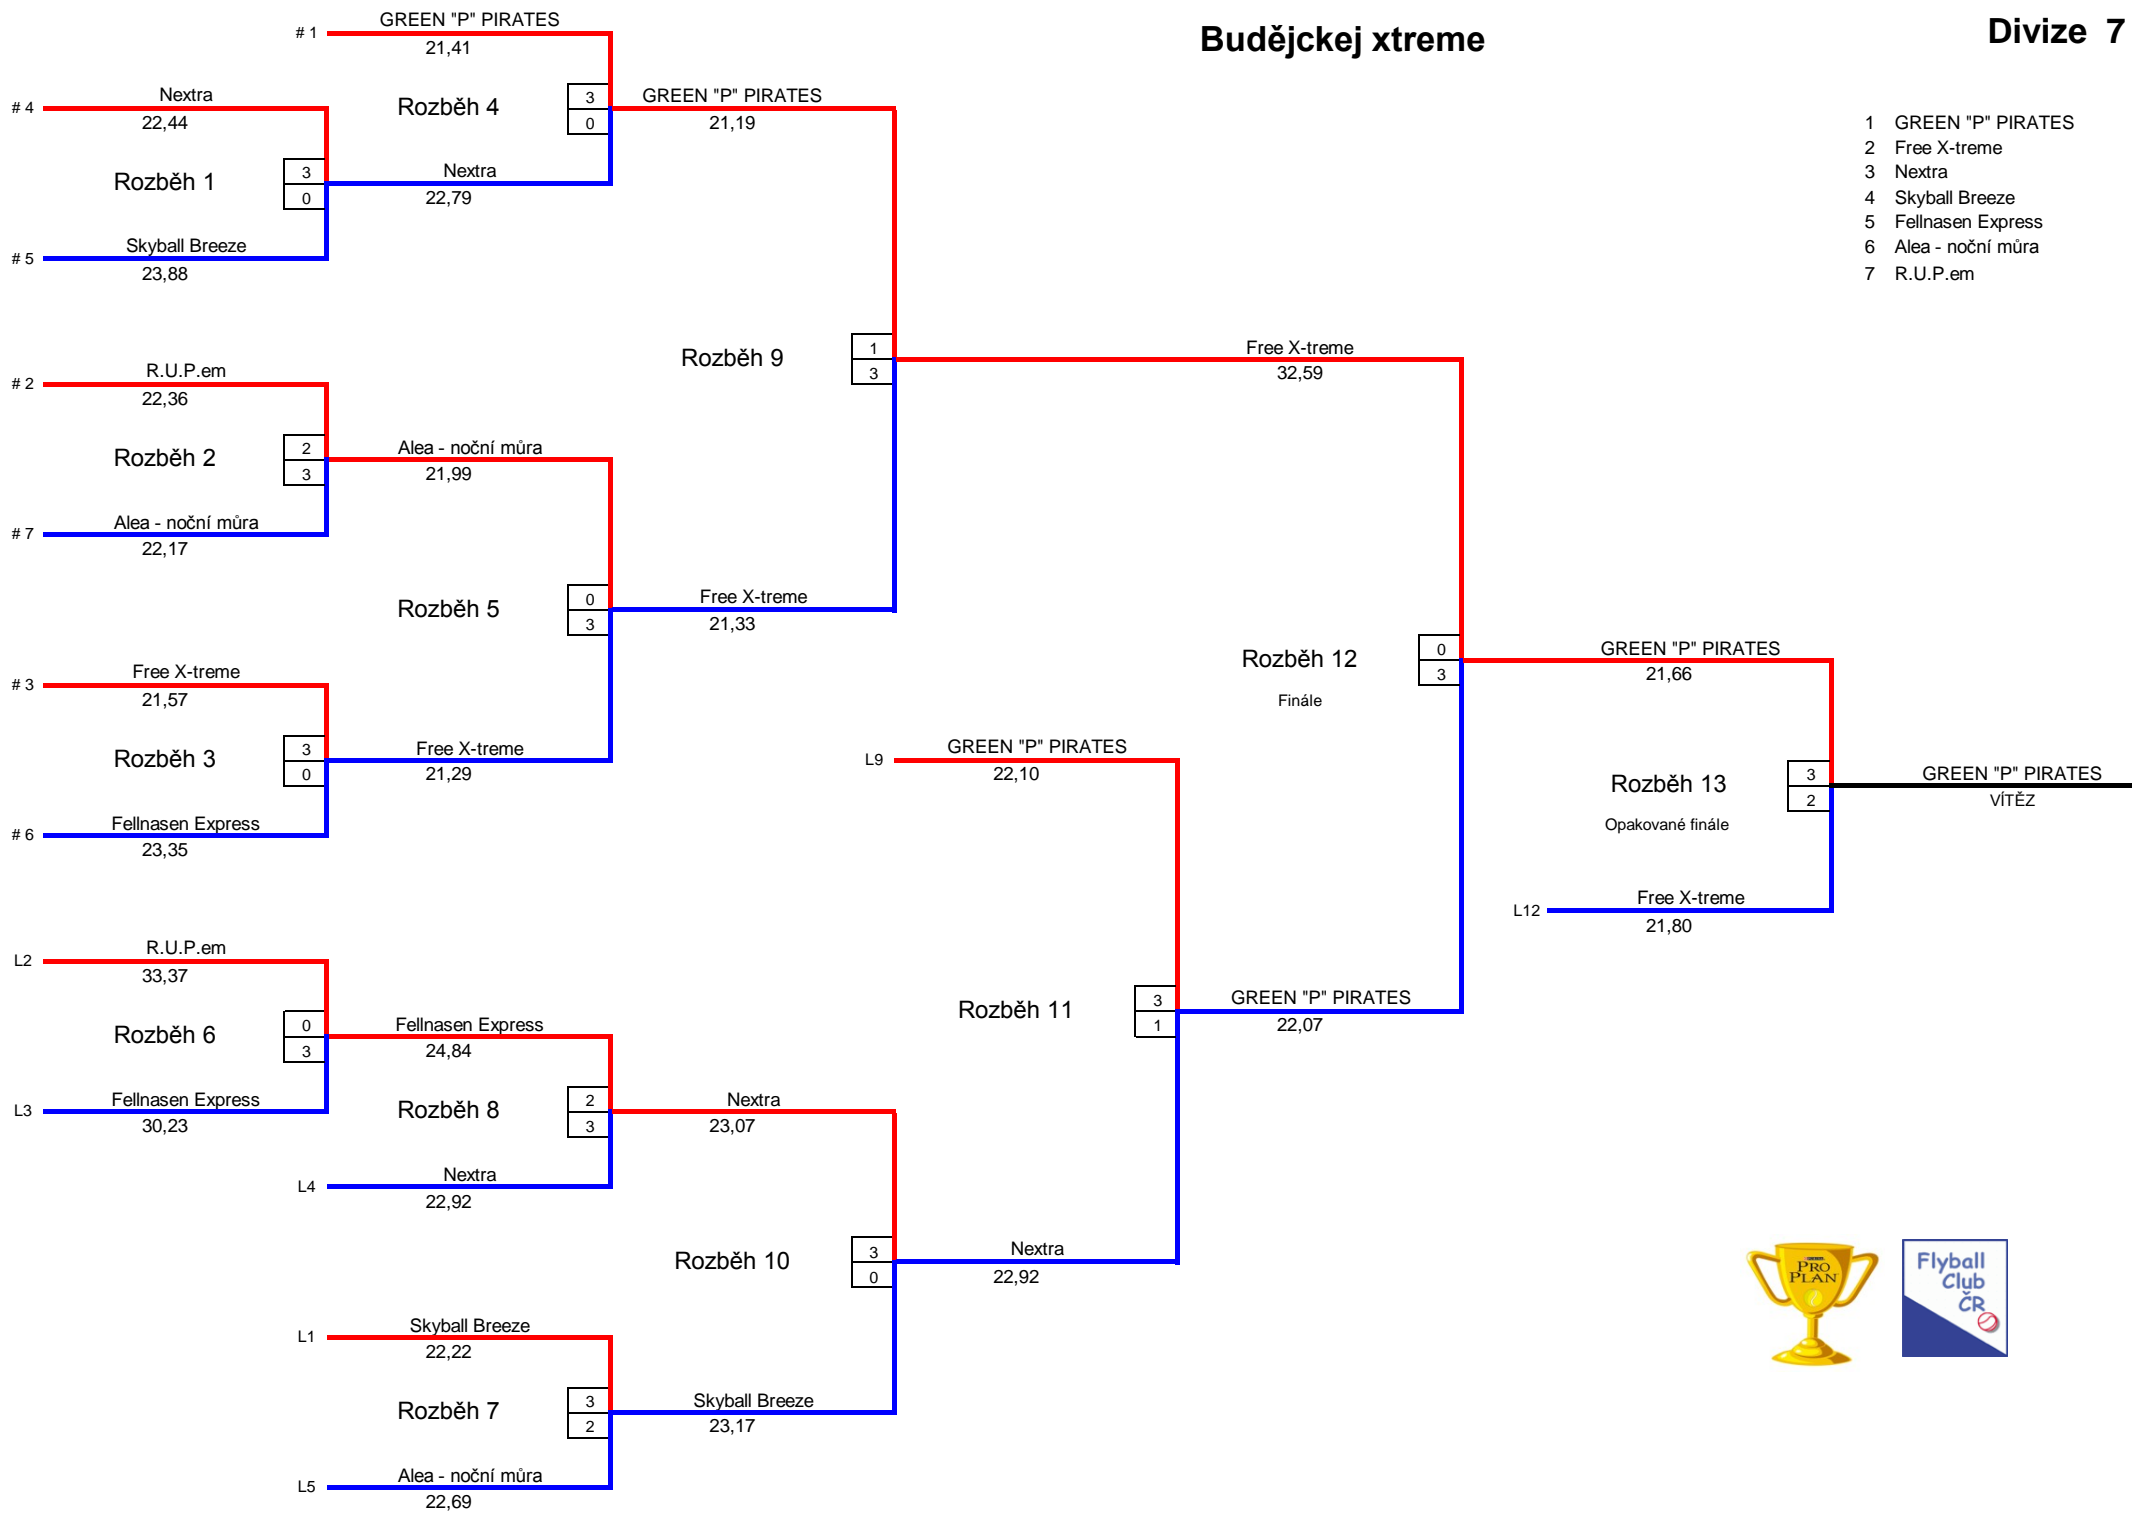 Budějckej xtreme
Divize 7
1 GREEN "P" PIRATES
2 Free X-treme
3 Nextra
4 Skyball Breeze
5 Fellnasen Express
6 Alea - noční můra
7 R.U.P.em
# 1
GREEN "P" PIRATES
21,41
# 4
Nextra
22,44
Rozběh 1
3
0
# 5
Skyball Breeze
23,88
Rozběh 4
3
0
Nextra
22,79
GREEN "P" PIRATES
21,19
# 2
R.U.P.em
22,36
Rozběh 2
2
3
# 7
Alea - noční můra
22,17
Alea - noční můra
21,99
Rozběh 5
0
3
Free X-treme
21,33
# 3
Free X-treme
21,57
Rozběh 3
3
0
# 6
Fellnasen Express
23,35
Free X-treme
21,29
Rozběh 9
1
3
Free X-treme
32,59
L2
R.U.P.em
33,37
Rozběh 6
0
3
L3
Fellnasen Express
30,23
Fellnasen Express
24,84
Rozběh 8
2
3
L4
Nextra
22,92
Nextra
23,07
Rozběh 10
3
0
L1
Skyball Breeze
22,22
Rozběh 7
3
2
L5
Alea - noční můra
22,69
Skyball Breeze
23,17
Nextra
22,92
L9
GREEN "P" PIRATES
22,10
Rozběh 11
3
1
GREEN "P" PIRATES
22,07
Rozběh 12
Finále
0
3
GREEN "P" PIRATES
21,66
Rozběh 13
Opakované finále
3
2
L12
Free X-treme
21,80
GREEN "P" PIRATES
VÍTĚZ
PRO
PLAN
Flyball
Club
ČR